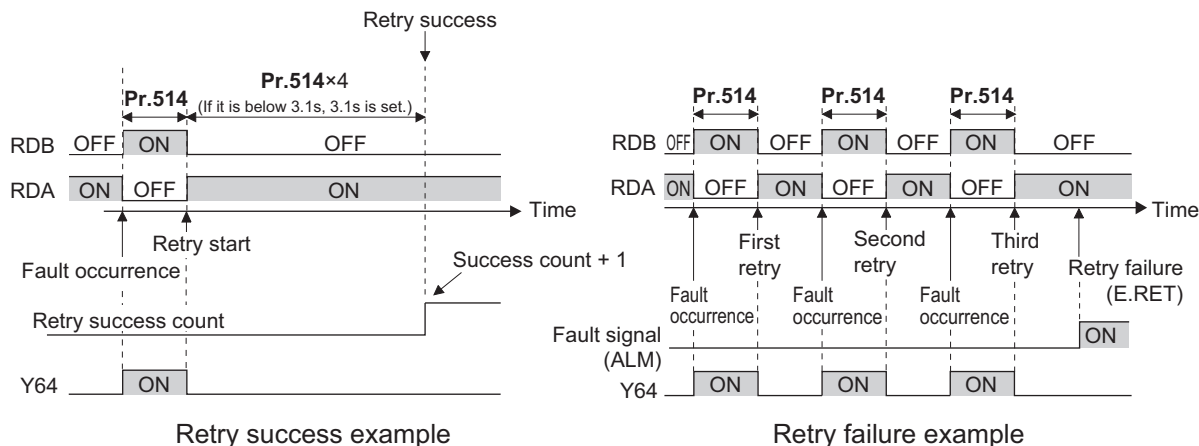 Retry success
Pr.514×4
Pr.514
(If it is below 3.1s, 3.1s is set.)
RDB OFF ON OFF
RDA ON OFF ON
Time
Retry start
Fault occurrence
Success count + 1
Retry success count
Y64 ON
Retry success example
Pr.514 Pr.514 Pr.514
RDB OFF ON OFF ON OFF ON OFF
RDA ON OFF ON OFF ON OFF ON
Time
First
retry
Second
retry
Third
retry
Retry failure
(E.RET)
Fault
occurrence
Fault
occurrence
Fault
occurrence
Fault signal
(ALM)
ON
Y64 ON ON ON
Retry failure example